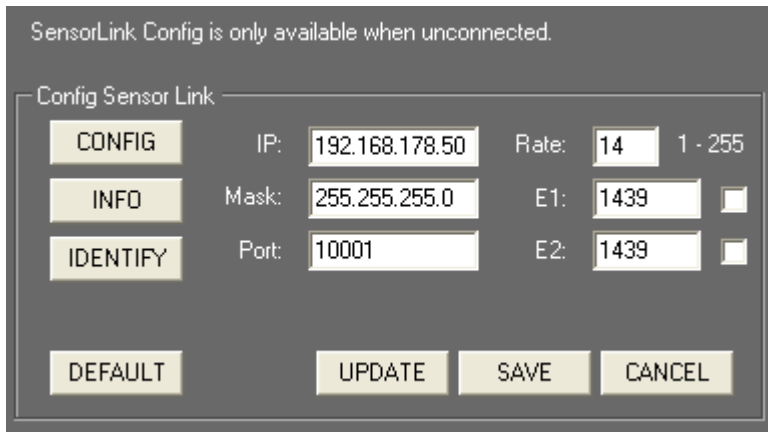 SensorLink Config is only available when unconnected.
Config Sensor Link
CONFIG IP: 192.168.178.50 Rate: 14 1 - 255
INFO Mask: 255.255.255.0 E1: 1439
IDENTIFY Port: 10001 E2: 1439
DEFAULT UPDATE SAVE CANCEL